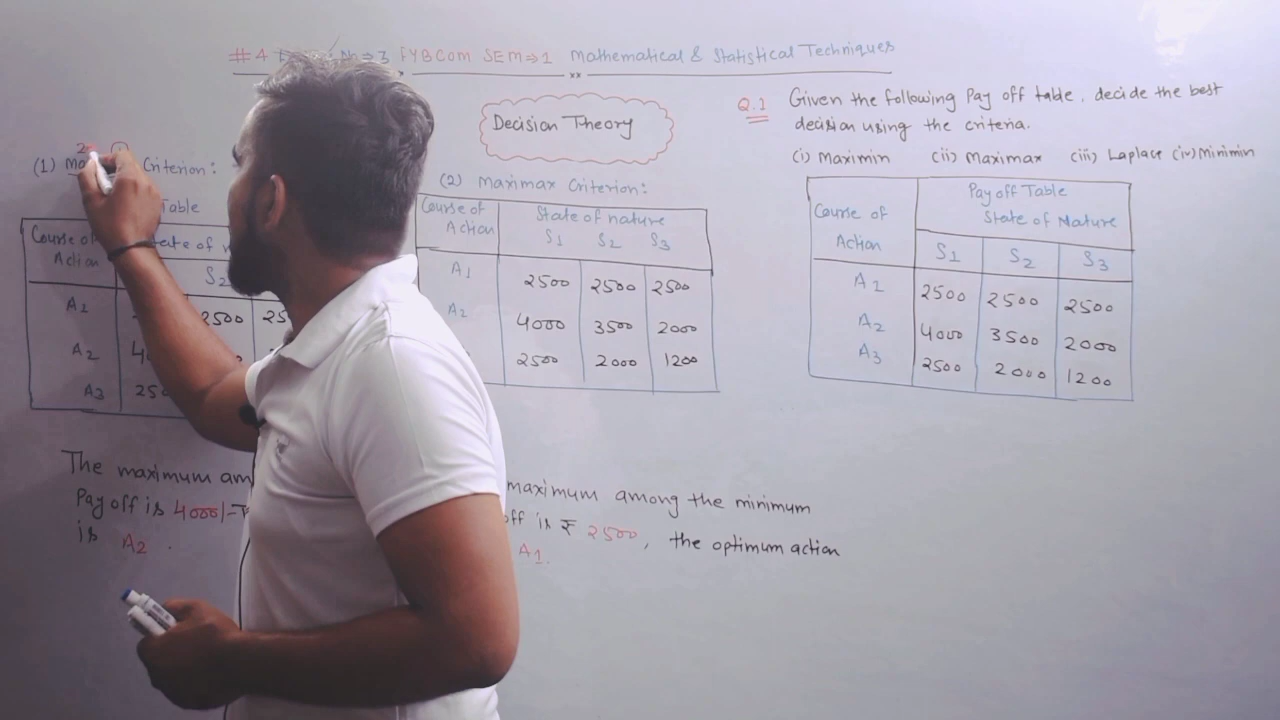 #4 No⇒3 FYBCOM SEM⇒1 Mathematical & Statistical Techniques
Decision Theory
(1) Criterion:
Table
Course of Action
State of
S2
A1 2500 25
A2
A3 250
The maximum am
Pay off is 4000/-
is A2.
(2) Maximax Criterion:
Course of Action State of nature
S1 S2 S3
A1 2500 2500 2500
A2 4000 3500 2000
2500 2000 1200
maximum among the minimum
off is ₹ 2500, the optimum action
A1.
Q.1 Given the following Pay off table, decide the best
decision using the criteria.
(i) Maximin (ii) Maximax (iii) Laplace (iv) Minimin
Pay off Table
Course of Action State of Nature
S1 S2 S3
A1 2500 2500 2500
A2 4000 3500 2000
A3 2500 2000 1200